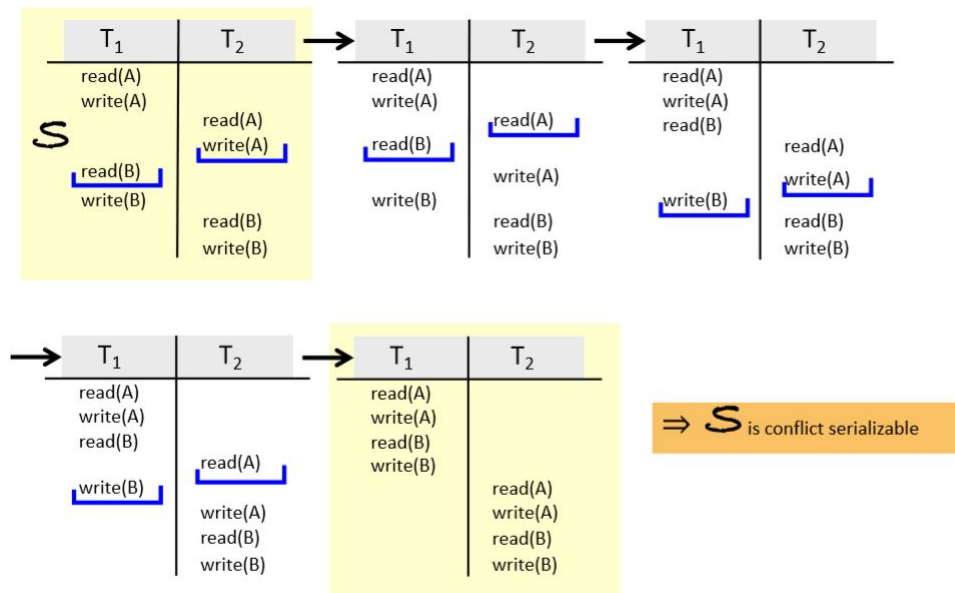 T₁ T₂
read(A)
write(A)
read(A)
write(A)
read(B)
write(B)
read(B)
write(B)
S
T₁ T₂
read(A)
write(A)
read(A)
read(B)
write(A)
write(B)
read(B)
write(B)
T₁ T₂
read(A)
write(A)
read(B)
read(A)
write(A)
write(B)
read(B)
write(B)
T₁ T₂
read(A)
write(A)
read(B)
read(A)
write(B)
write(A)
read(B)
write(B)
T₁ T₂
read(A)
write(A)
read(B)
write(B)
read(A)
write(A)
read(B)
write(B)
⇒ S is conflict serializable